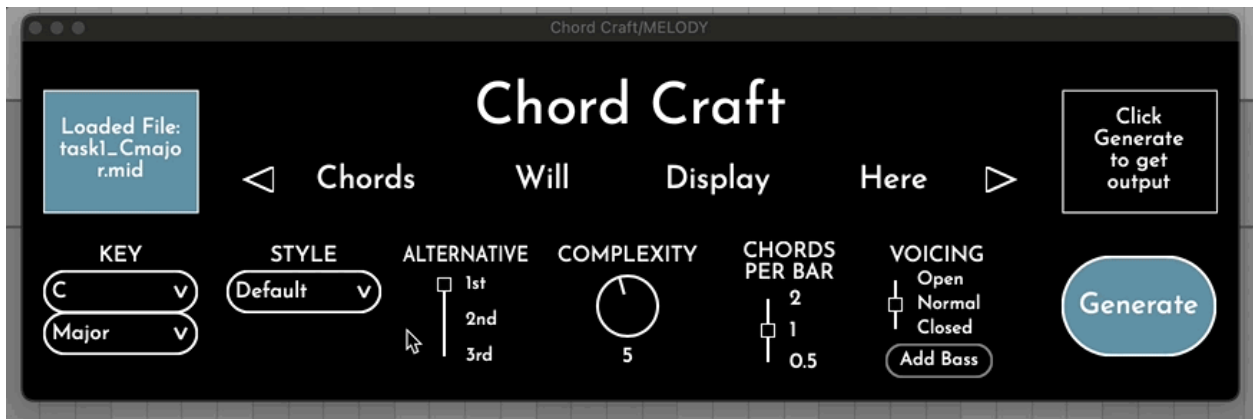 Chord Craft/MELODY
Chord Craft
Loaded File:
task1_Cmajo
r.mid
Chords Will Display Here
Click
Generate
to get
output
KEY
C
Major
STYLE
Default
ALTERNATIVE
1st
2nd
3rd
COMPLEXITY
5
CHORDS
PER BAR
2
1
0.5
VOICING
Open
Normal
Closed
Add Bass
Generate